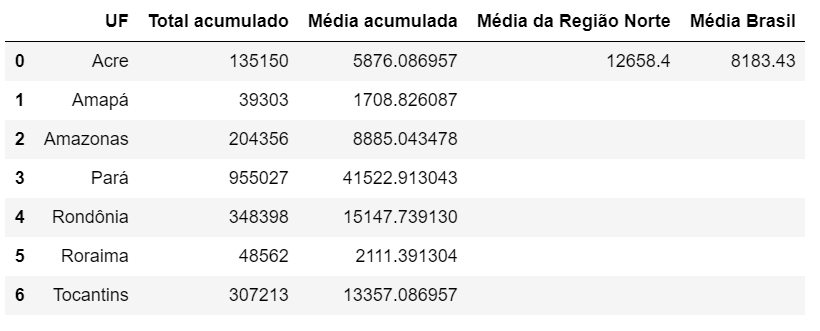 UF Total acumulado Média acumulada Média da Região Norte Média Brasil
0 Acre 135150 5876.086957 12658.4 8183.43
1 Amapá 39303 1708.826087
2 Amazonas 204356 8885.043478
3 Pará 955027 41522.913043
4 Rondônia 348398 15147.739130
5 Roraima 48562 2111.391304
6 Tocantins 307213 13357.086957